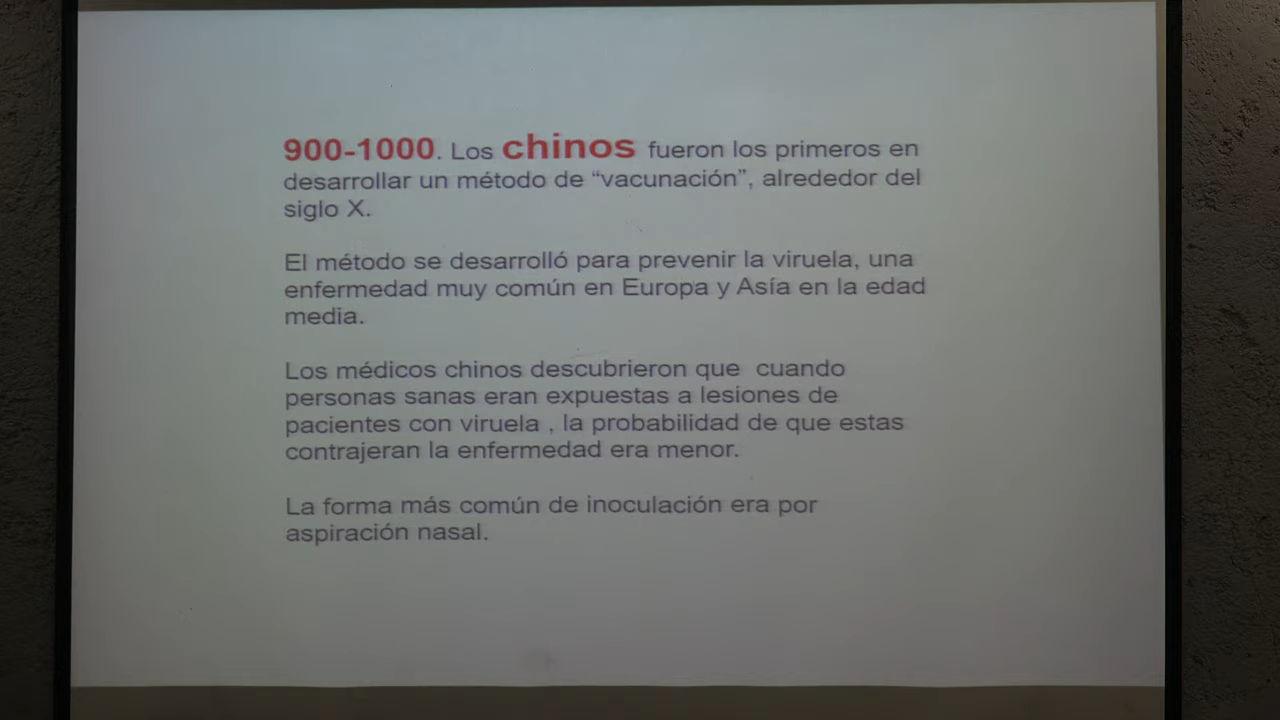 900-1000. Los chinos fueron los primeros en
desarrollar un método de “vacunación”, alrededor del
siglo X.
El método se desarrolló para prevenir la viruela, una
enfermedad muy común en Europa y Asía en la edad
media.
Los médicos chinos descubrieron que cuando
personas sanas eran expuestas a lesiones de
pacientes con viruela , la probabilidad de que estas
contrajeran la enfermedad era menor.
La forma más común de inoculación era por
aspiración nasal.